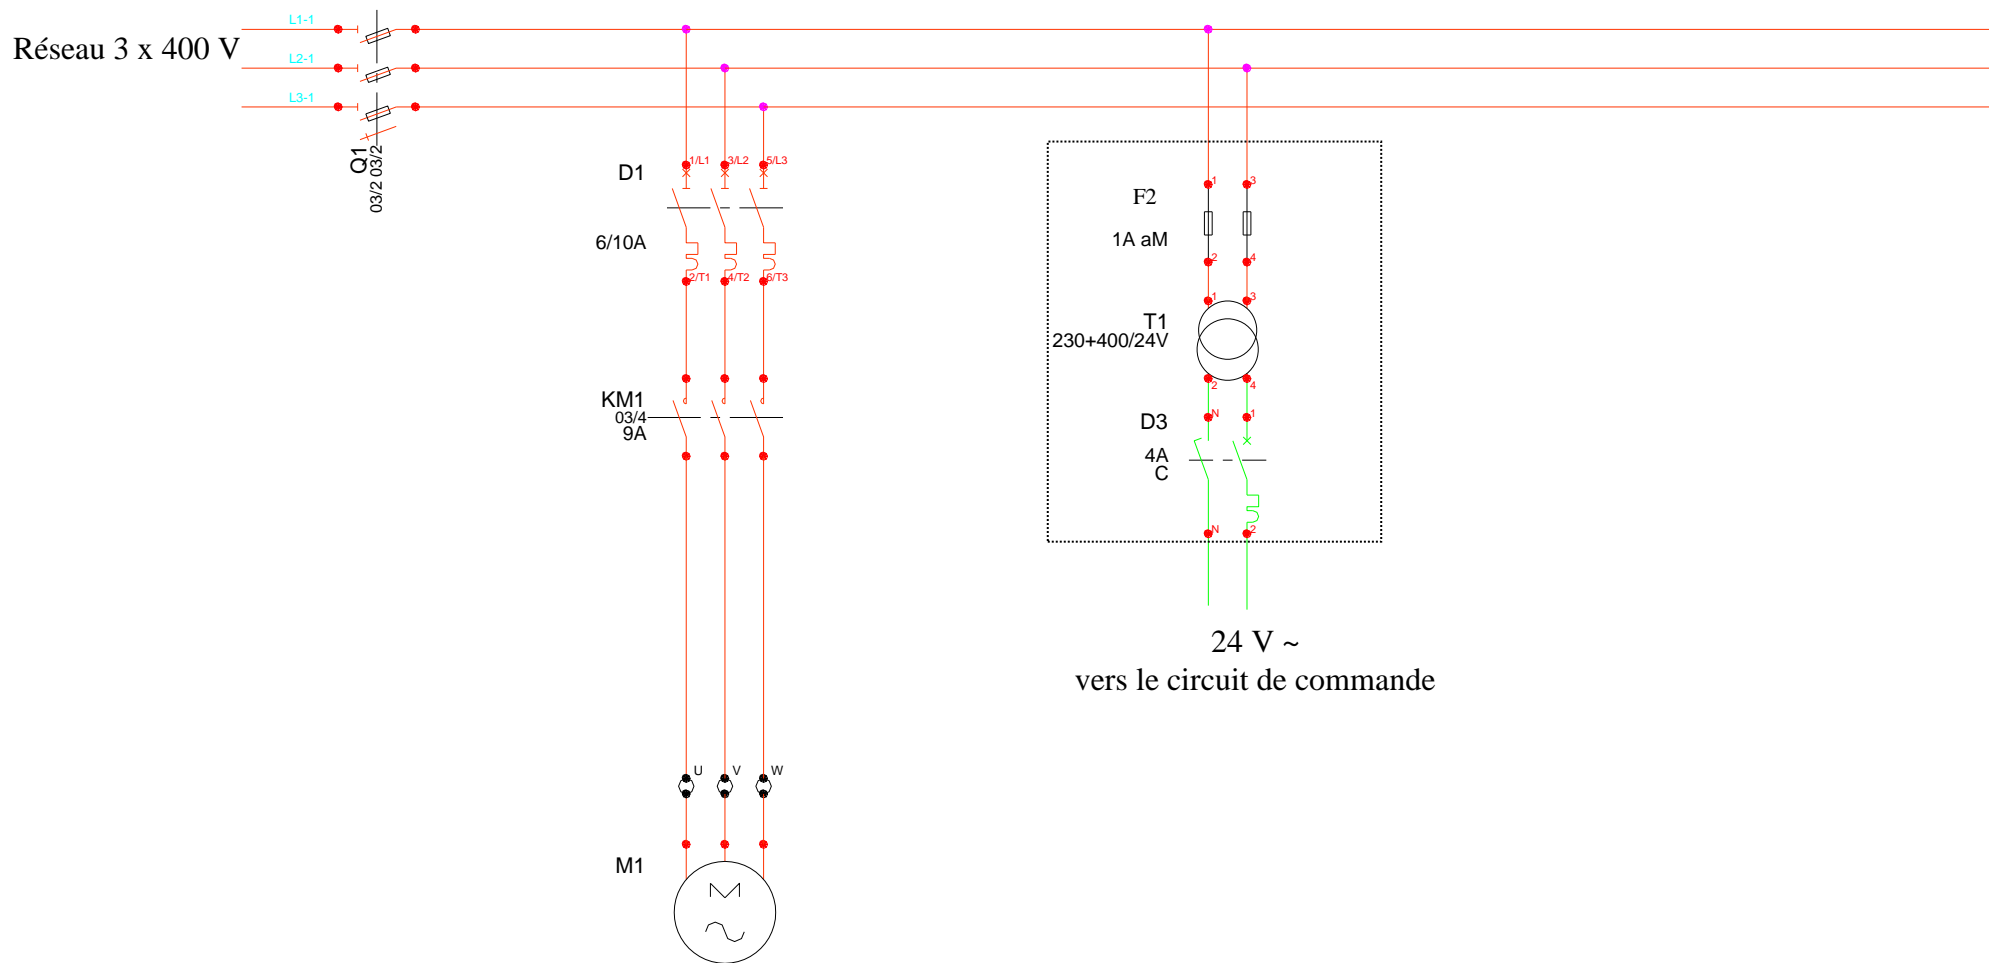 L1-1
Réseau 3 x 400 V
L2-1
L3-1
Q1
03/2 03/2
03/2
D1
1/L1 3/L2 5/L3
6/10A
2/T1 4/T2 6/T3
KM1
03/4
9A
U V W
M1
M
1 3
F2
1A aM
2 4
1 3
T1
230+400/24V
2 4
N 1
D3
4A
C
N 2
24 V ~
vers le circuit de commande